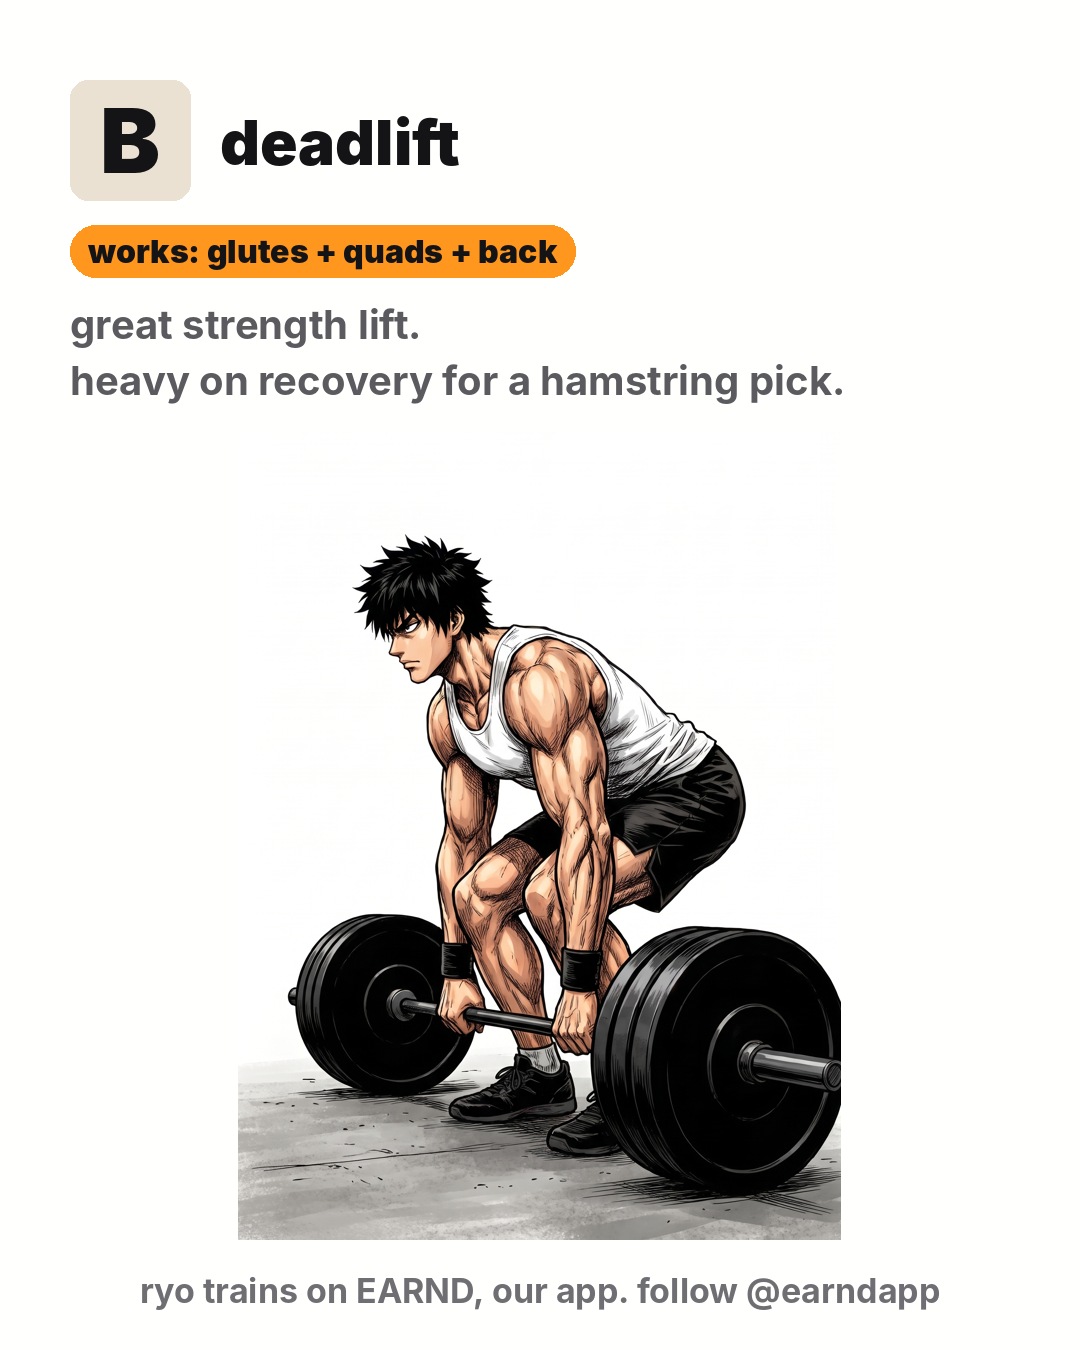 B
deadlift
works: glutes + quads + back
great strength lift.
heavy on recovery for a hamstring pick.
ryo trains on EARND, our app. follow @earndapp